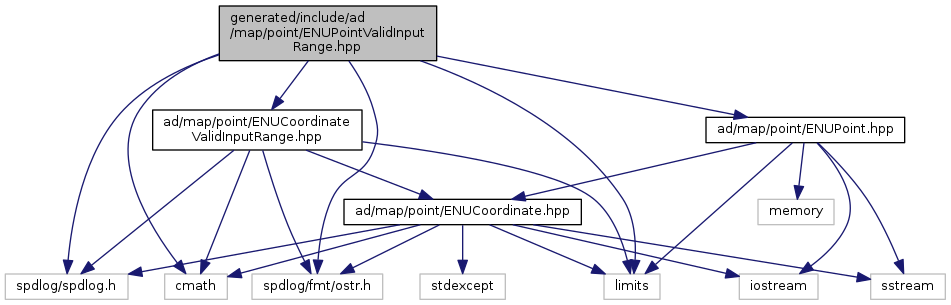 generated/include/ad
/map/point/ENUPointValidInput
Range.hpp
ad/map/point/ENUCoordinate
ValidInputRange.hpp
ad/map/point/ENUPoint.hpp
ad/map/point/ENUCoordinate.hpp
memory
spdlog/spdlog.h
cmath
spdlog/fmt/ostr.h
stdexcept
limits
iostream
sstream